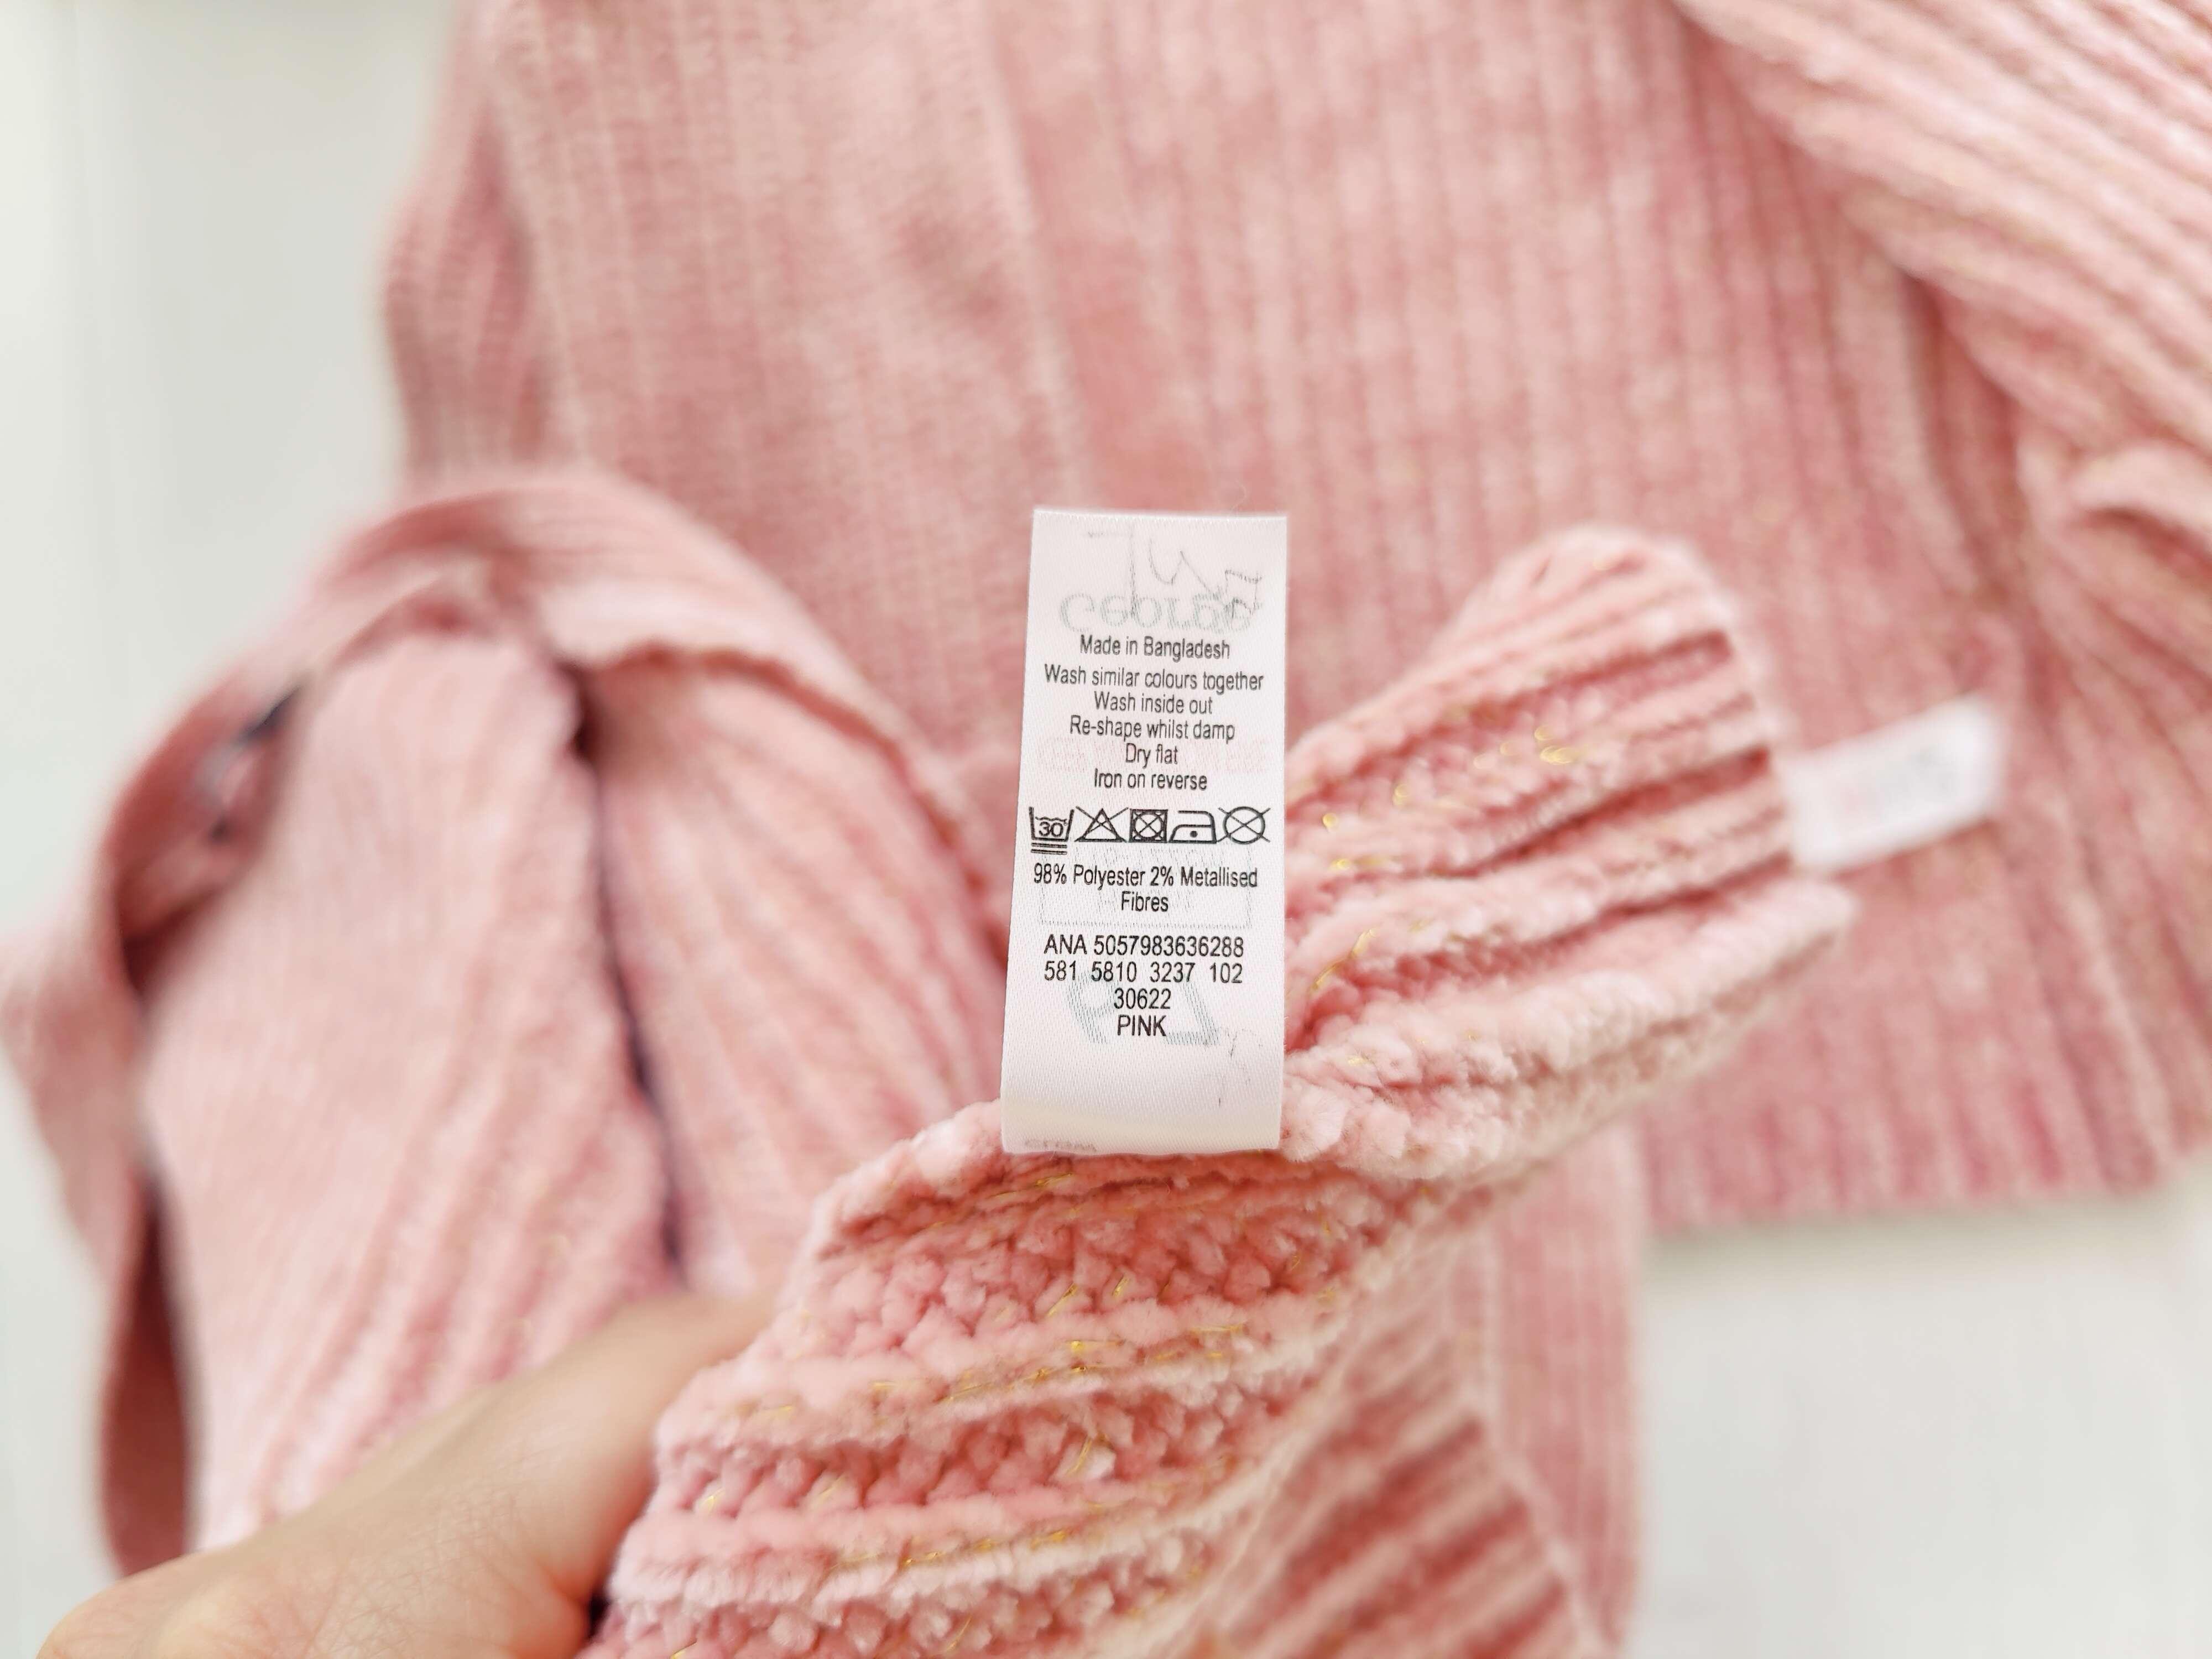 George
Made in Bangladesh
Wash similar colours together
Wash inside out
Re-shape whilst damp
Dry flat
Iron on reverse
30
98% Polyester 2% Metallised
Fibres
ANA 5057983636288
581 5810 3237 102
30622
PINK